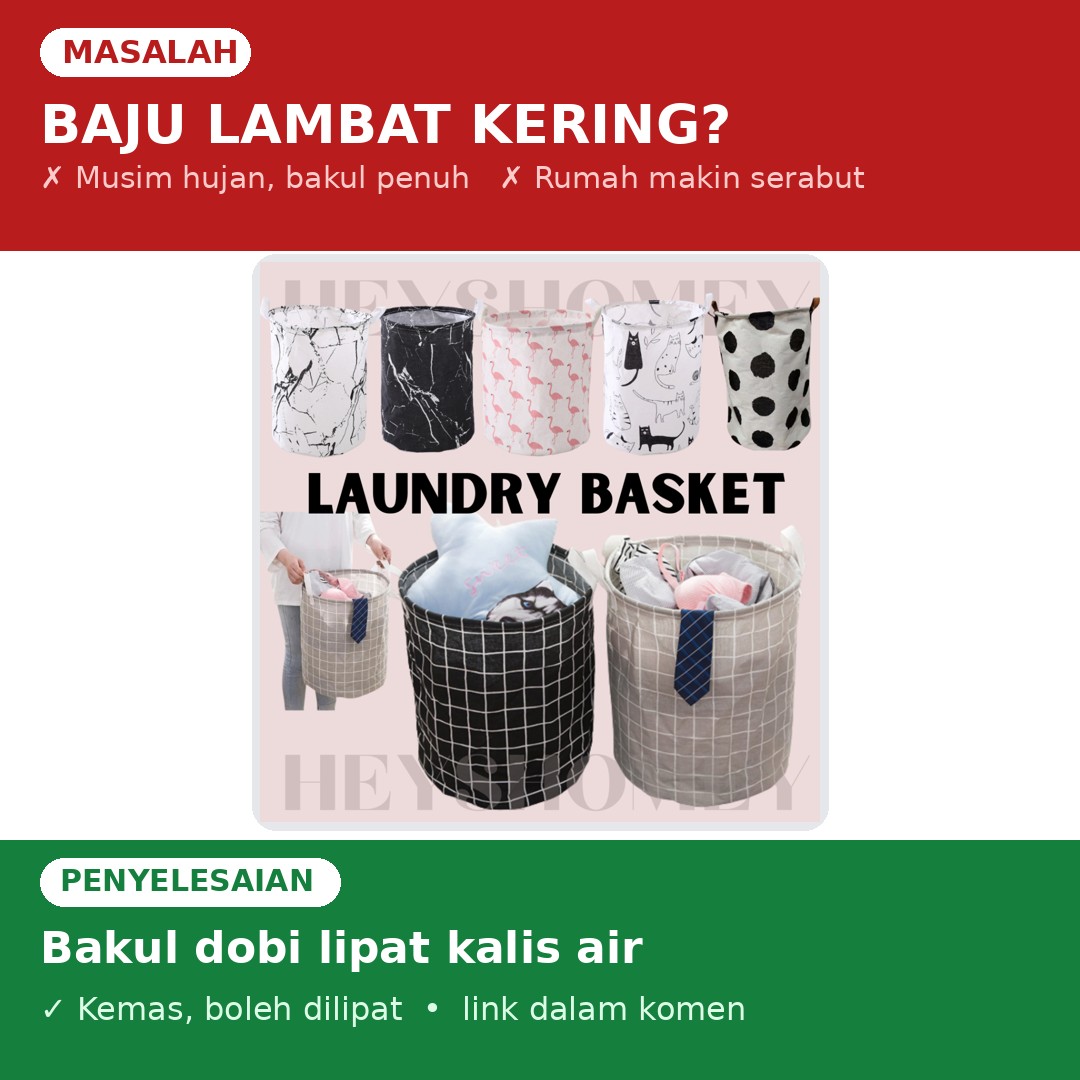 MASALAH
BAJU LAMBAT KERING?
✗ Musim hujan, bakul penuh ✗ Rumah makin serabut
HEYSHOMEY
LAUNDRY BASKET
HEYSHOMEY
PENYELESAIAN
Bakul dobi lipat kalis air
✓ Kemas, boleh dilipat • link dalam komen